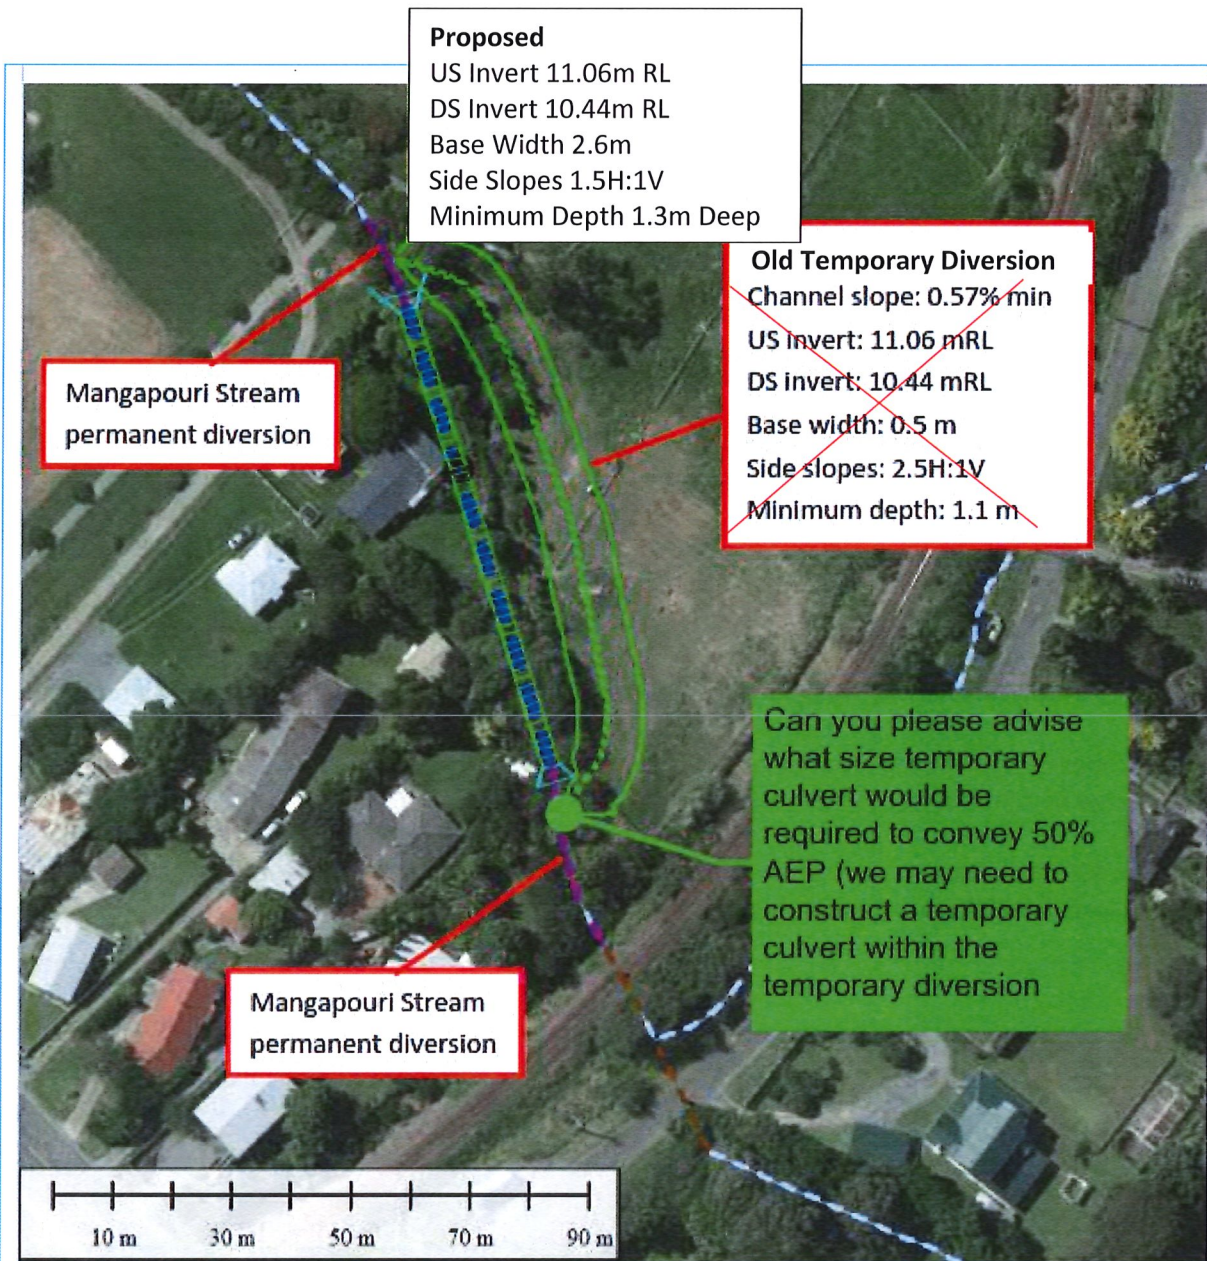 Proposed
US Invert 11.06m RL
DS Invert 10.44m RL
Base Width 2.6m
Side Slopes 1.5H:1V
Minimum Depth 1.3m Deep
Old Temporary Diversion
Channel slope: 0.57% min
US invert: 11.06 mRL
DS invert: 10.44 mRL
Base width: 0.5 m
Side slopes: 2.5H:1V
Minimum depth: 1.1 m
Mangapouri Stream
permanent diversion
Can you please advise
what size temporary
culvert would be
required to convey 50%
AEP (we may need to
construct a temporary
culvert within the
temporary diversion
Mangapouri Stream
permanent diversion
10 m 30 m 50 m 70 m 90 m